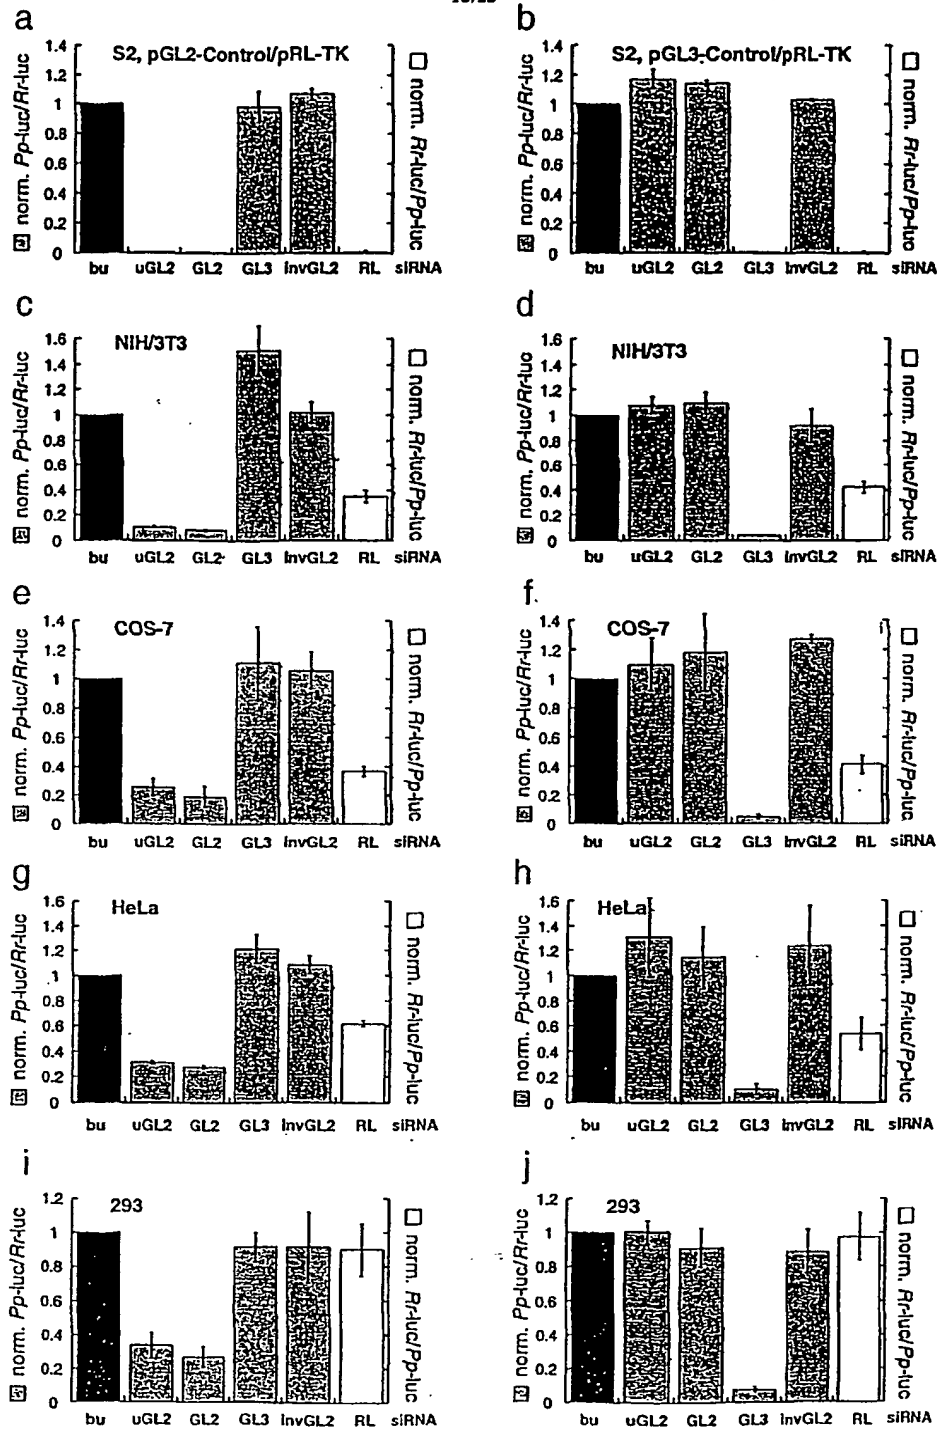 a
S2, pGL2-Control/pRL-TK
norm. Pp-luc/Rr-luc
1.4
1.2
1
0.8
0.6
0.4
0.2
0
bu uGL2 GL2 GL3 InvGL2 RL siRNA
norm. Rr-luc/Pp-luc
b
S2, pGL3-Control/pRL-TK
norm. Pp-luc/Rr-luc
1.4
1.2
1
0.8
0.6
0.4
0.2
0
bu uGL2 GL2 GL3 InvGL2 RL siRNA
norm. Rr-luc/Pp-luc
c
NIH/3T3
norm. Pp-luc/Rr-luc
1.6
1.4
1.2
1
0.8
0.6
0.4
0.2
0
bu uGL2 GL2 GL3 InvGL2 RL siRNA
norm. Rr-luc/Pp-luc
d
NIH/3T3
norm. Pp-luc/Rr-luc
1.6
1.4
1.2
1
0.8
0.6
0.4
0.2
0
bu uGL2 GL2 GL3 InvGL2 RL siRNA
norm. Rr-luc/Pp-luc
e
COS-7
norm. Pp-luc/Rr-luc
1.4
1.2
1
0.8
0.6
0.4
0.2
0
bu uGL2 GL2 GL3 InvGL2 RL siRNA
norm. Rr-luc/Pp-luc
f
COS-7
norm. Pp-luc/Rr-luc
1.4
1.2
1
0.8
0.6
0.4
0.2
0
bu uGL2 GL2 GL3 InvGL2 RL siRNA
norm. Rr-luc/Pp-luc
g
HeLa
norm. Pp-luc/Rr-luc
1.6
1.4
1.2
1
0.8
0.6
0.4
0.2
0
bu uGL2 GL2 GL3 InvGL2 RL siRNA
norm. Rr-luc/Pp-luc
h
HeLa
norm. Pp-luc/Rr-luc
1.6
1.4
1.2
1
0.8
0.6
0.4
0.2
0
bu uGL2 GL2 GL3 InvGL2 RL siRNA
norm. Rr-luc/Pp-luc
i
293
norm. Pp-luc/Rr-luc
1.2
1
0.8
0.6
0.4
0.2
0
bu uGL2 GL2 GL3 InvGL2 RL siRNA
norm. Rr-luc/Pp-luc
j
293
norm. Pp-luc/Rr-luc
1.2
1
0.8
0.6
0.4
0.2
0
bu uGL2 GL2 GL3 InvGL2 RL siRNA
norm. Rr-luc/Pp-luc